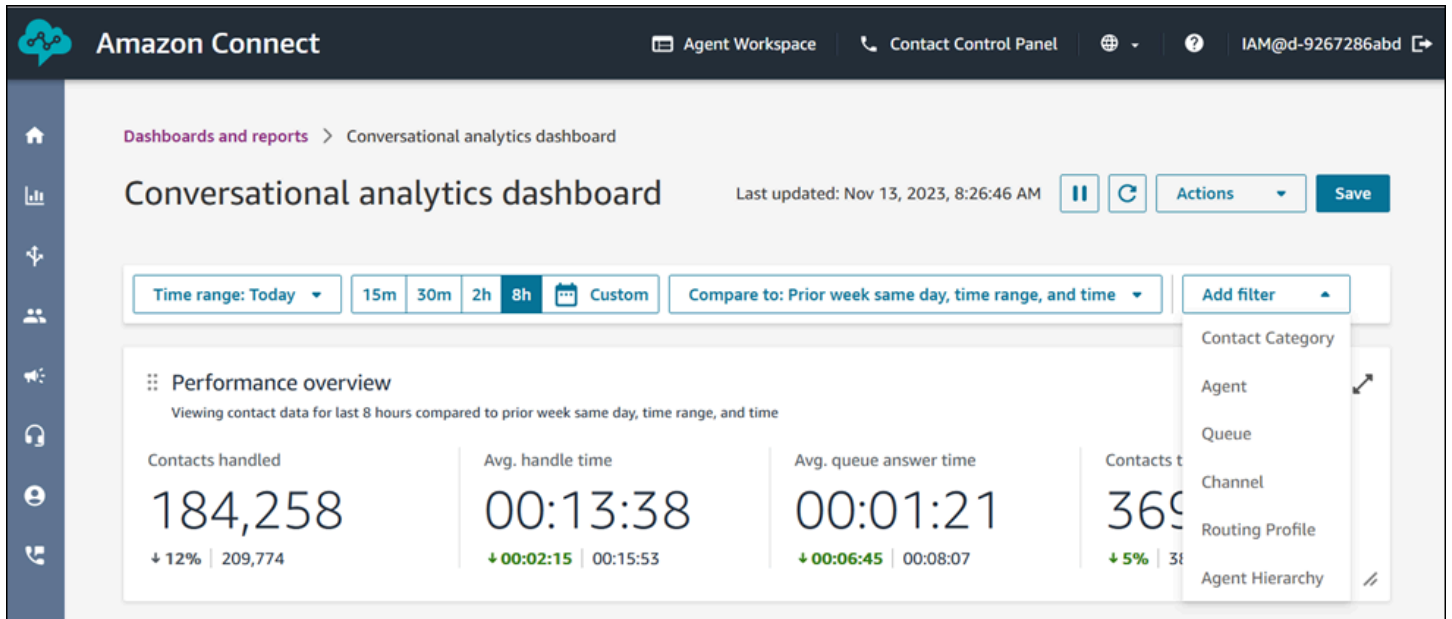 Amazon Connect Agent Workspace Contact Control Panel IAM@d-9267286abd
Dashboards and reports > Conversational analytics dashboard
Conversational analytics dashboard Last updated: Nov 13, 2023, 8:26:46 AM Actions Save
Time range: Today 15m 30m 2h 8h Custom Compare to: Prior week same day, time range, and time Add filter
Contact Category
Agent
Queue
Channel
Routing Profile
Agent Hierarchy
Performance overview
Viewing contact data for last 8 hours compared to prior week same day, time range, and time
Contacts handled Avg. handle time Avg. queue answer time Contacts
184,258 00:13:38 00:01:21
↓ 12% | 209,774 ↓ 00:02:15 | 00:15:53 ↓ 00:06:45 | 00:08:07 ↓ 5%